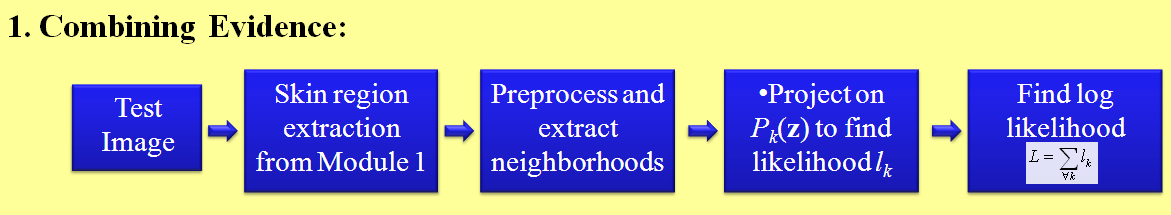 1. Combining Evidence:
Test
Image
Skin region
extraction
from Module 1
Preprocess and
extract
neighborhoods
•Project on
Pₖ(z) to find
likelihood lₖ
Find log
likelihood
L = ∑ lₖ
∀k